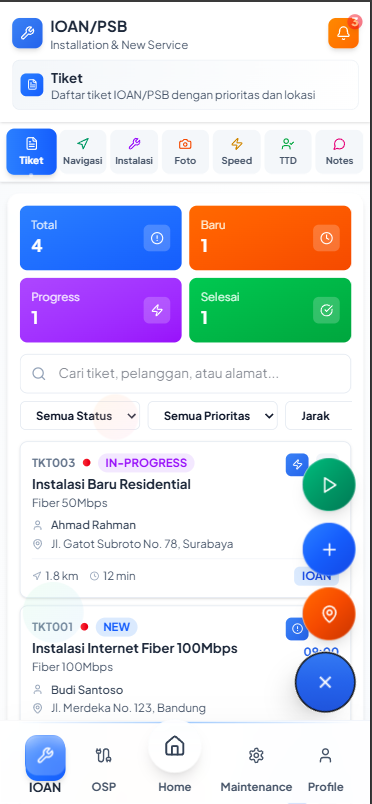 IOAN/PSB
Installation & New Service
3
Tiket
Daftar tiket IOAN/PSB dengan prioritas dan lokasi
Tiket Navigasi Instalasi Foto Speed TTD Notes
Total
4
Baru
1
Progress
1
Selesai
1
Cari tiket, pelanggan, atau alamat...
Semua Status Semua Prioritas Jarak
TKT003 IN-PROGRESS
Instalasi Baru Residential
Fiber 50Mbps
Ahmad Rahman
Jl. Gatot Subroto No. 78, Surabaya
1.8 km 12 min IOAN
TKT001 NEW
Instalasi Internet Fiber 100Mbps
Fiber 100Mbps 09:00
Budi Santoso
Jl. Merdeka No. 123, Bandung
IOAN OSP Home Maintenance Profile